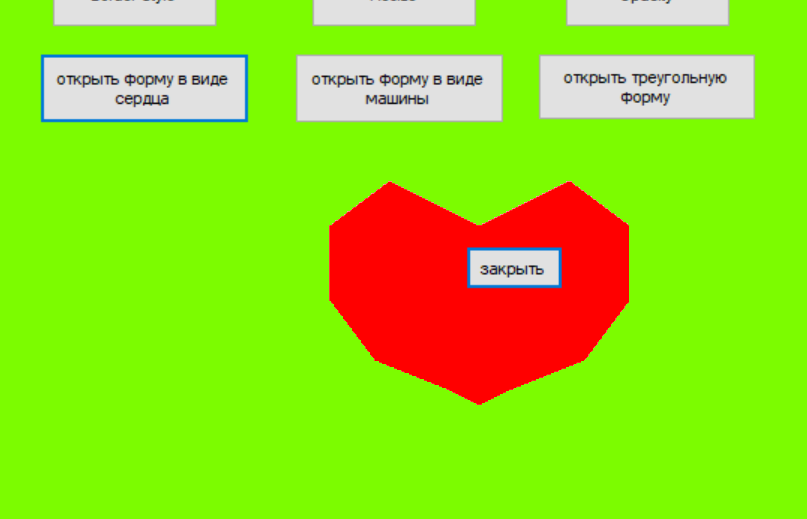 открыть форму в виде
сердца
открыть форму в виде
машины
открыть треугольную
форму
закрыть